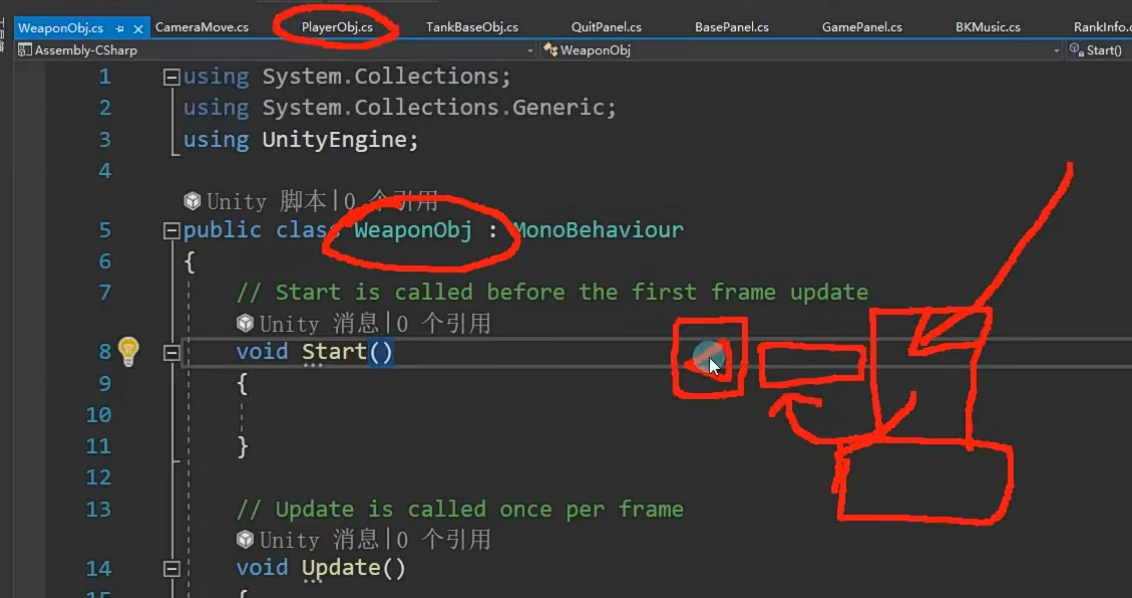 WeaponObj.cs CameraMove.cs PlayerObj.cs TankBaseObj.cs QuitPanel.cs BasePanel.cs GamePanel.cs BKMusic.cs RankInfo.c
Assembly-CSharp WeaponObj Start()
1 using System.Collections;
2 using System.Collections.Generic;
3 using UnityEngine;
4
Unity 脚本|0 个引用
5 public class WeaponObj : MonoBehaviour
6 {
7 // Start is called before the first frame update
Unity 消息|0 个引用
8 void Start()
9 {
10
11 }
12
13 // Update is called once per frame
Unity 消息|0 个引用
14 void Update()
15 {